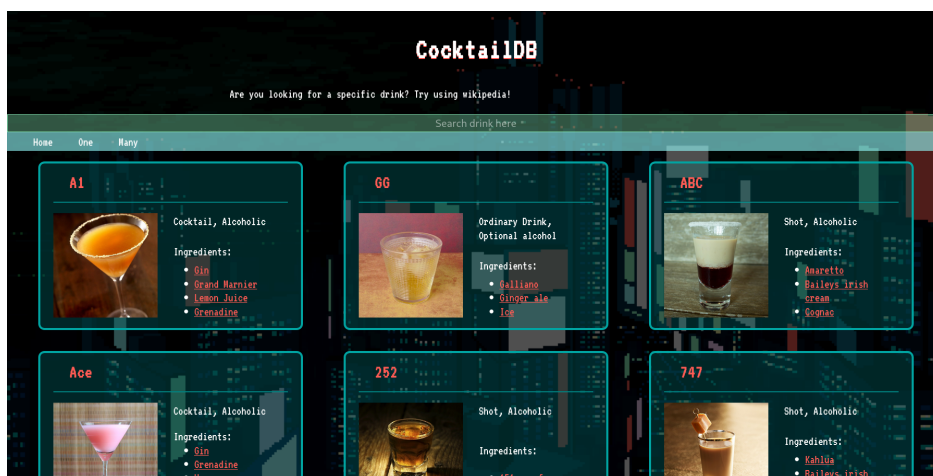 CocktailDB
Are you looking for a specific drink? Try using wikipedia!
Search drink here
Home One Many
A1
Cocktail, Alcoholic
Ingredients:
Gin
Grand Marnier
Lemon Juice
Grenadine
GG
Ordinary Drink,
Optional alcohol
Ingredients:
Galliano
Ginger ale
Ice
ABC
Shot, Alcoholic
Ingredients:
Amaretto
Baileys irish
cream
Cognac
Ace
Cocktail, Alcoholic
Ingredients:
Gin
Grenadine
252
Shot, Alcoholic
Ingredients:
747
Shot, Alcoholic
Ingredients:
Kahlua
Baileys irish